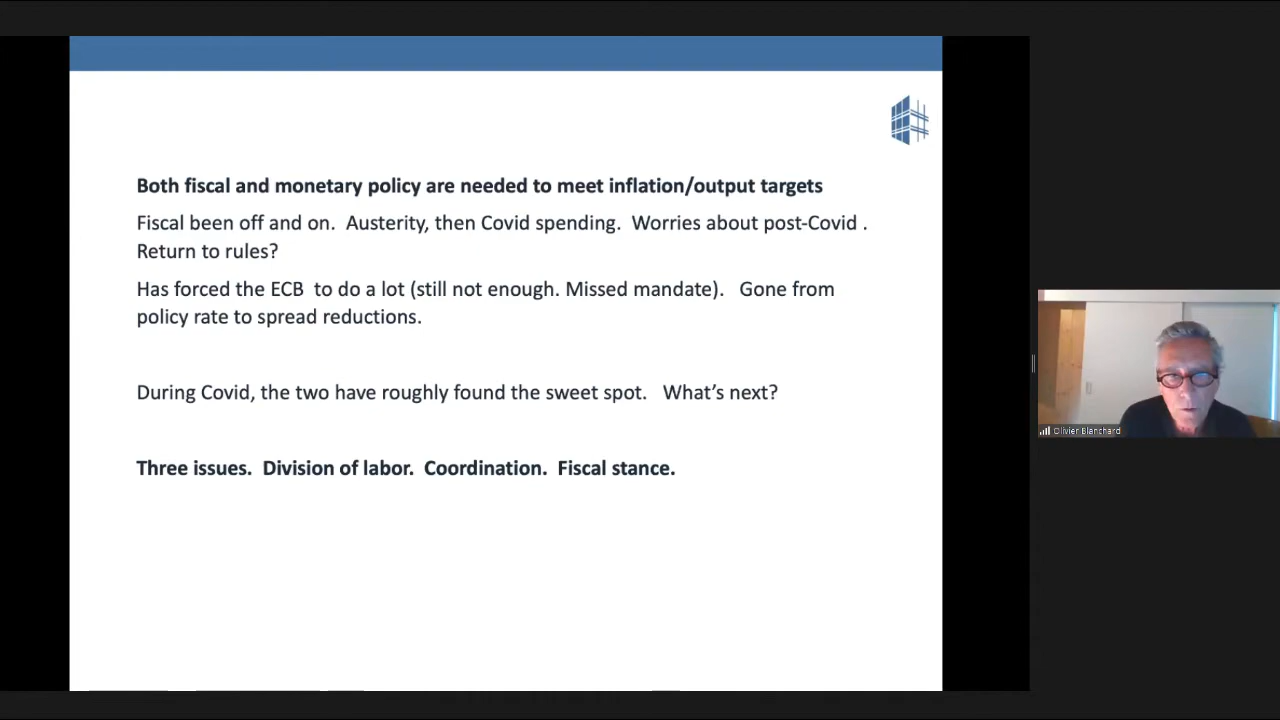 Both fiscal and monetary policy are needed to meet inflation/output targets
Fiscal been off and on.  Austerity, then Covid spending.  Worries about post-Covid .
Return to rules?
Has forced the ECB  to do a lot (still not enough. Missed mandate).   Gone from
policy rate to spread reductions.
During Covid, the two have roughly found the sweet spot.   What’s next?
Three issues.  Division of labor.  Coordination.  Fiscal stance.
Olivier Blanchard